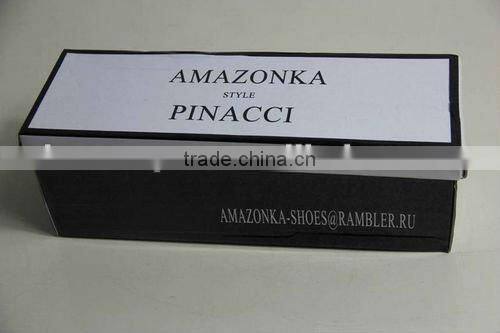 AMAZONKA
STYLE
PINACCI
trade.china.cn
AMAZONKA-SHOES@RAMBLER.RU